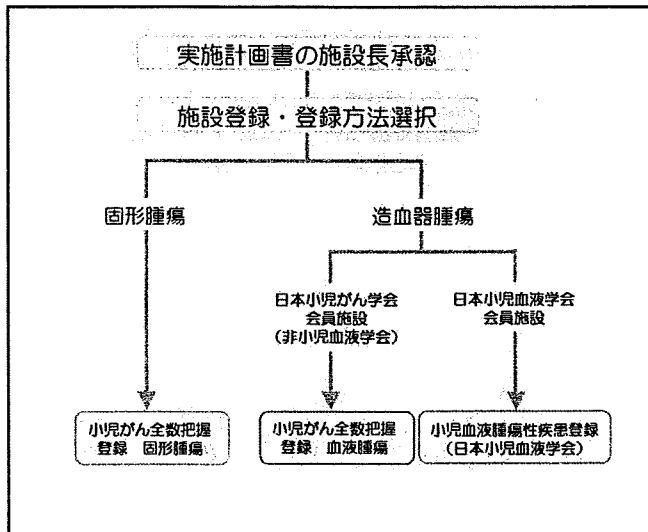 実施計画書の施設長承認
施設登録・登録方法選択
固形腫瘍
造血器腫瘍
日本小児がん学会
会員施設
(非小児血液学会)
日本小児血液学会
会員施設
小児がん全数把握
登録 固形腫瘍
小児がん全数把握
登録 血液腫瘍
小児血液腫瘍性疾患登録
(日本小児血液学会)